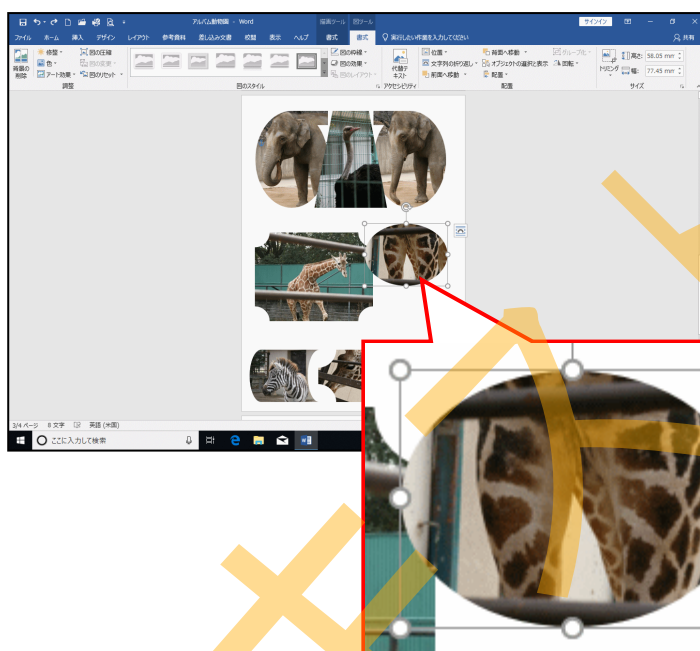 アルバム動物園 - Word
描画ツール 図ツール
サインイン
ファイル ホーム 挿入 デザイン レイアウト 参考資料 差し込み文書 校閲 表示 ヘルプ 書式 書式 実行したい作業を入力してください 共有
背景の削除
修整
色
アート効果
図の圧縮
図の変更
図のリセット
調整
図のスタイル
図の枠線
図の効果
図のレイアウト
代替テキスト
アクセシビリティ
位置
文字列の折り返し
前面へ移動
背面へ移動
オブジェクトの選択と表示
配置
グループ化
回転
配置
トリミング
高さ: 58.03 mm
幅: 77.45 mm
サイズ
3/4 ページ 8 文字 英語 (米国)
ここに入力して検索